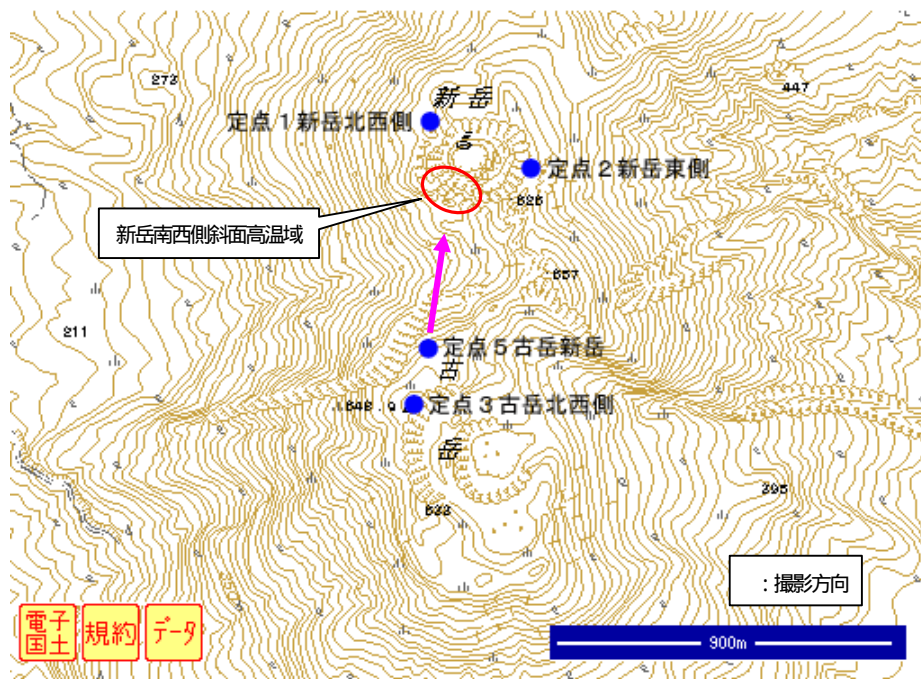 273
447
新岳
定点１新岳北西側
定点２新岳東側
626
新岳南西側斜面高温域
657
211
定点５古岳新岳
古
648.9
定点３古岳北西側
岳
395
633
：撮影方向
電子
国土
規約
データ
900m